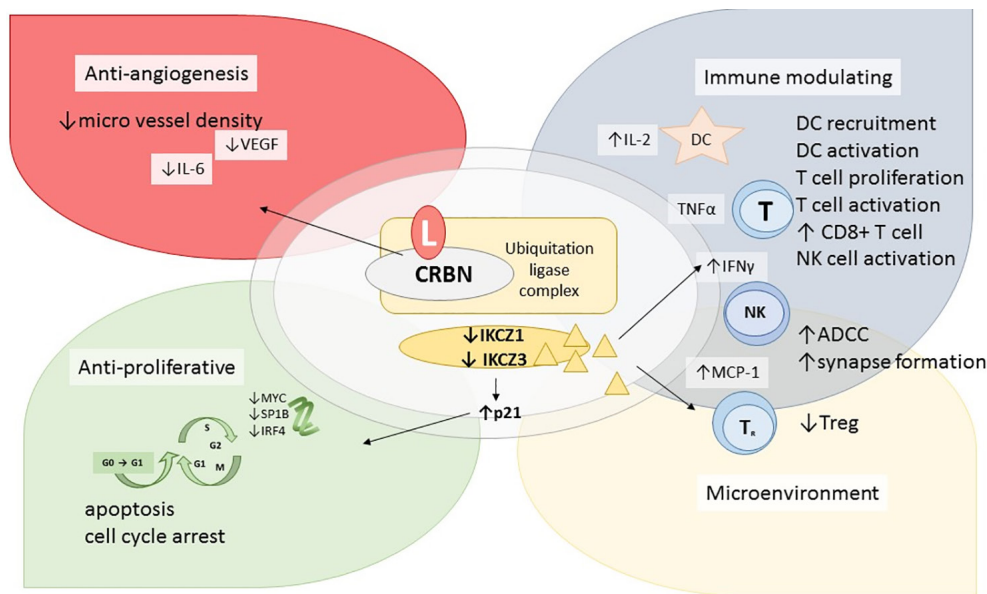 Anti-angiogenesis
↓micro vessel density
↓VEGF
↓IL-6
Immune modulating
↑IL-2
DC
DC recruitment
DC activation
T cell proliferation
T cell activation
↑ CD8+ T cell
NK cell activation
TNFα
T
↑IFNγ
NK
↑ADCC
↑synapse formation
L
CRBN
Ubiquitation
ligase
complex
↓IKCZ1
↓ IKCZ3
↑p21
Anti-proliferative
↓MYC
↓SP1B
↓IRF4
S
G2
G1
M
G0 → G1
apoptosis
cell cycle arrest
↑MCP-1
TR
↓Treg
Microenvironment